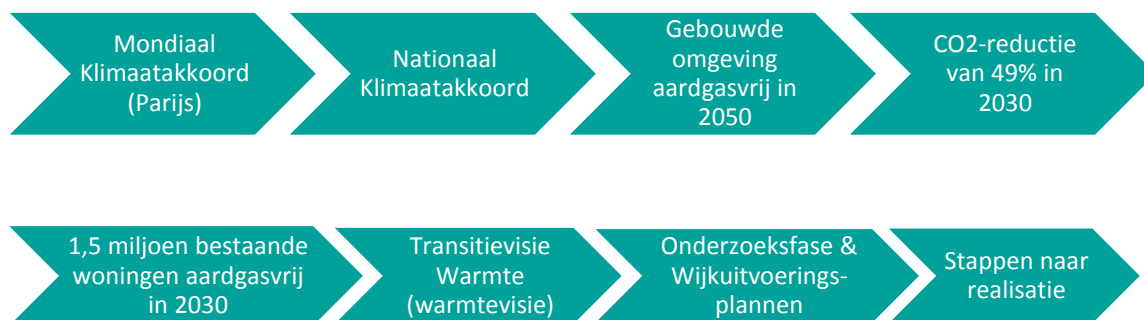 Mondiaal
Klimaatakkoord
(Parijs)
Nationaal
Klimaatakkoord
Gebouwde
omgeving
aardgasvrij in
2050
CO2-reductie
van 49% in
2030
1,5 miljoen bestaande
woningen aardgasvrij
in 2030
Transitievisie
Warmte
(warmtevisie)
Onderzoeksfase &
Wijkuitvoerings-
plannen
Stappen naar
realisatie